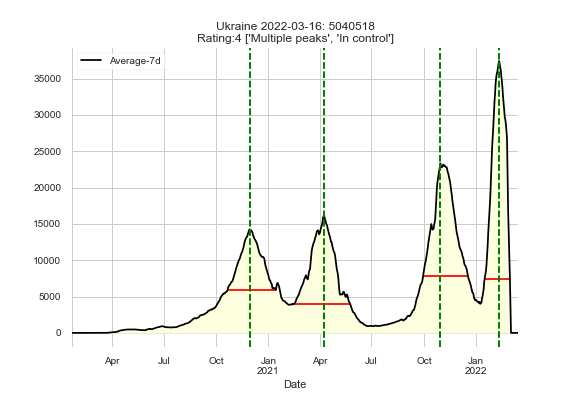 Ukraine 2022-03-16: 5040518
Rating:4 ['Multiple peaks', 'In control']
Average-7d
35000
30000
25000
20000
15000
10000
5000
0
Apr
Jul
Oct
Jan
2021
Apr
Jul
Oct
Jan
2022
Date